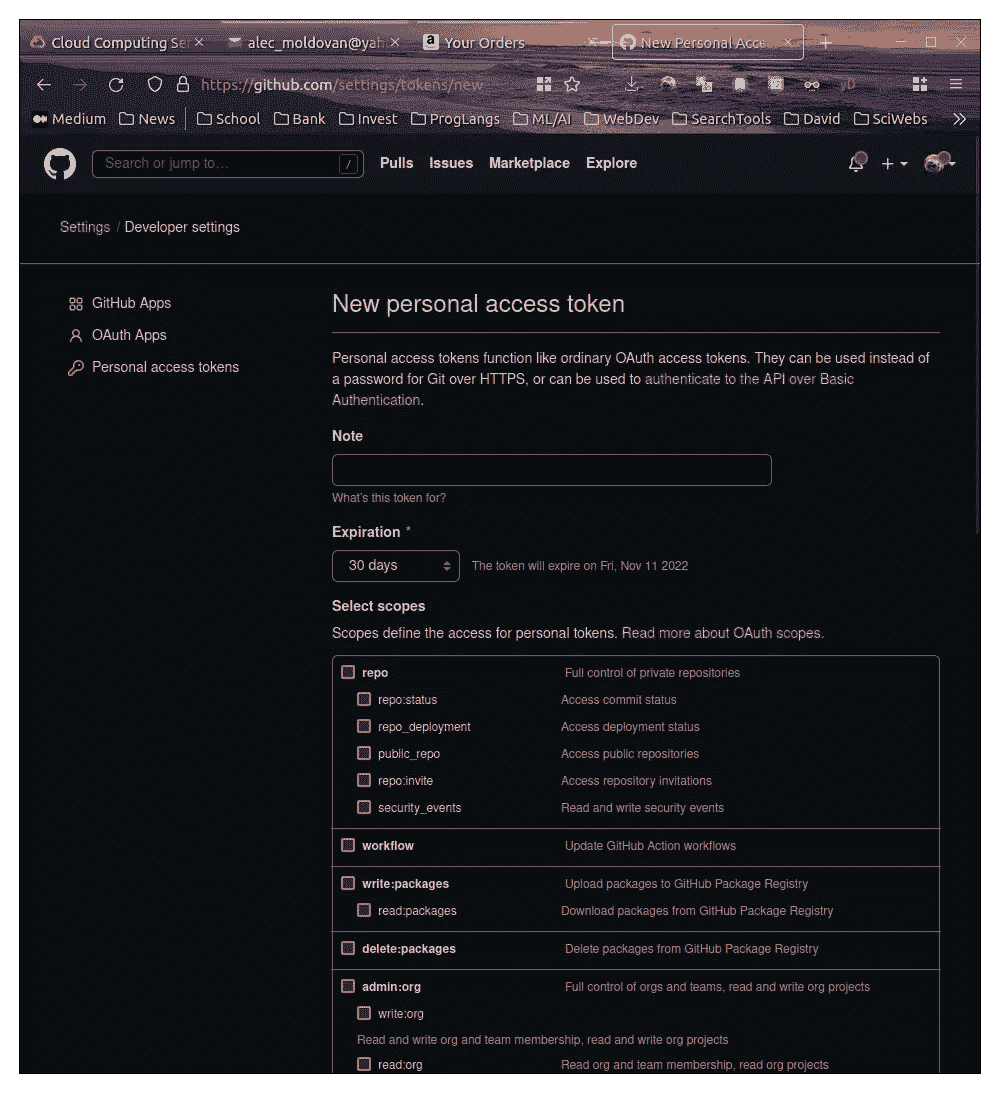 Cloud Computing Se
alec_moldovan@yah
Your Orders
New Personal Acce
https://github.com/settings/tokens/new
Medium News School Bank Invest ProgLangs ML/AI WebDev SearchTools David SciWebs
Search or jump to… / Pulls Issues Marketplace Explore
Settings / Developer settings
GitHub Apps
OAuth Apps
Personal access tokens
New personal access token
Personal access tokens function like ordinary OAuth access tokens. They can be used instead of
a password for Git over HTTPS, or can be used to authenticate to the API over Basic
Authentication.
Note
What's this token for?
Expiration *
30 days The token will expire on Fri, Nov 11 2022
Select scopes
Scopes define the access for personal tokens. Read more about OAuth scopes.
repo Full control of private repositories
repo:status Access commit status
repo_deployment Access deployment status
public_repo Access public repositories
repo:invite Access repository invitations
security_events Read and write security events
workflow Update GitHub Action workflows
write:packages Upload packages to GitHub Package Registry
read:packages Download packages from GitHub Package Registry
delete:packages Delete packages from GitHub Package Registry
admin:org Full control of orgs and teams, read and write org projects
write:org
Read and write org and team membership, read and write org projects
read:org Read org and team membership, read org projects